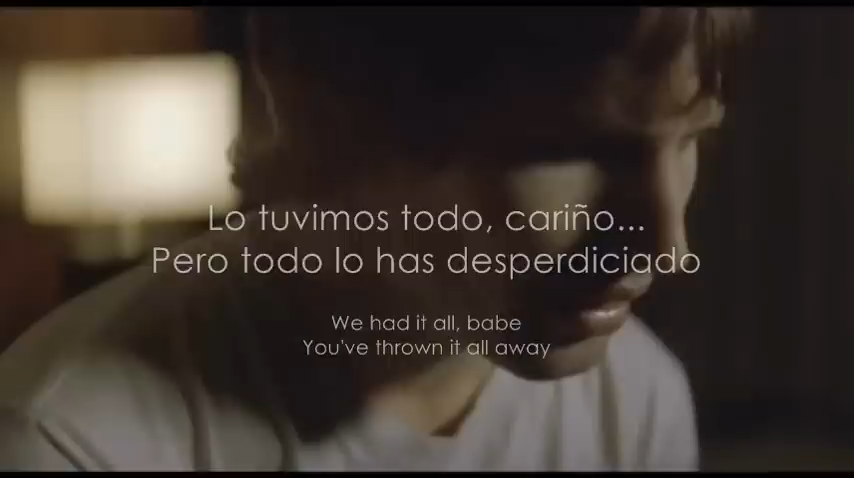 Lo tuvimos todo, cariño...
Pero todo lo has desperdiciado
We had it all, babe
You've thrown it all away